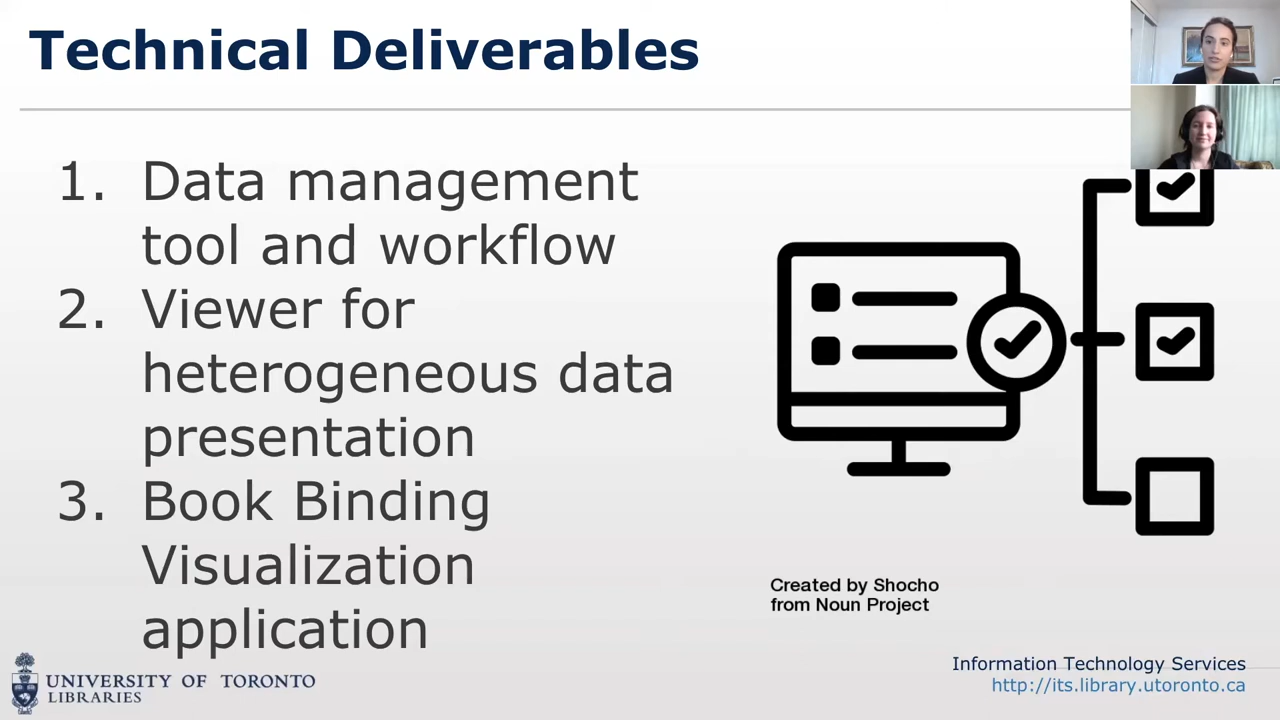 Technical Deliverables
1. Data management
tool and workflow
2. Viewer for
heterogeneous data
presentation
3. Book Binding
Visualization
application
Created by Shocho
from Noun Project
UNIVERSITY OF TORONTO
LIBRARIES
Information Technology Services
http://its.library.utoronto.ca